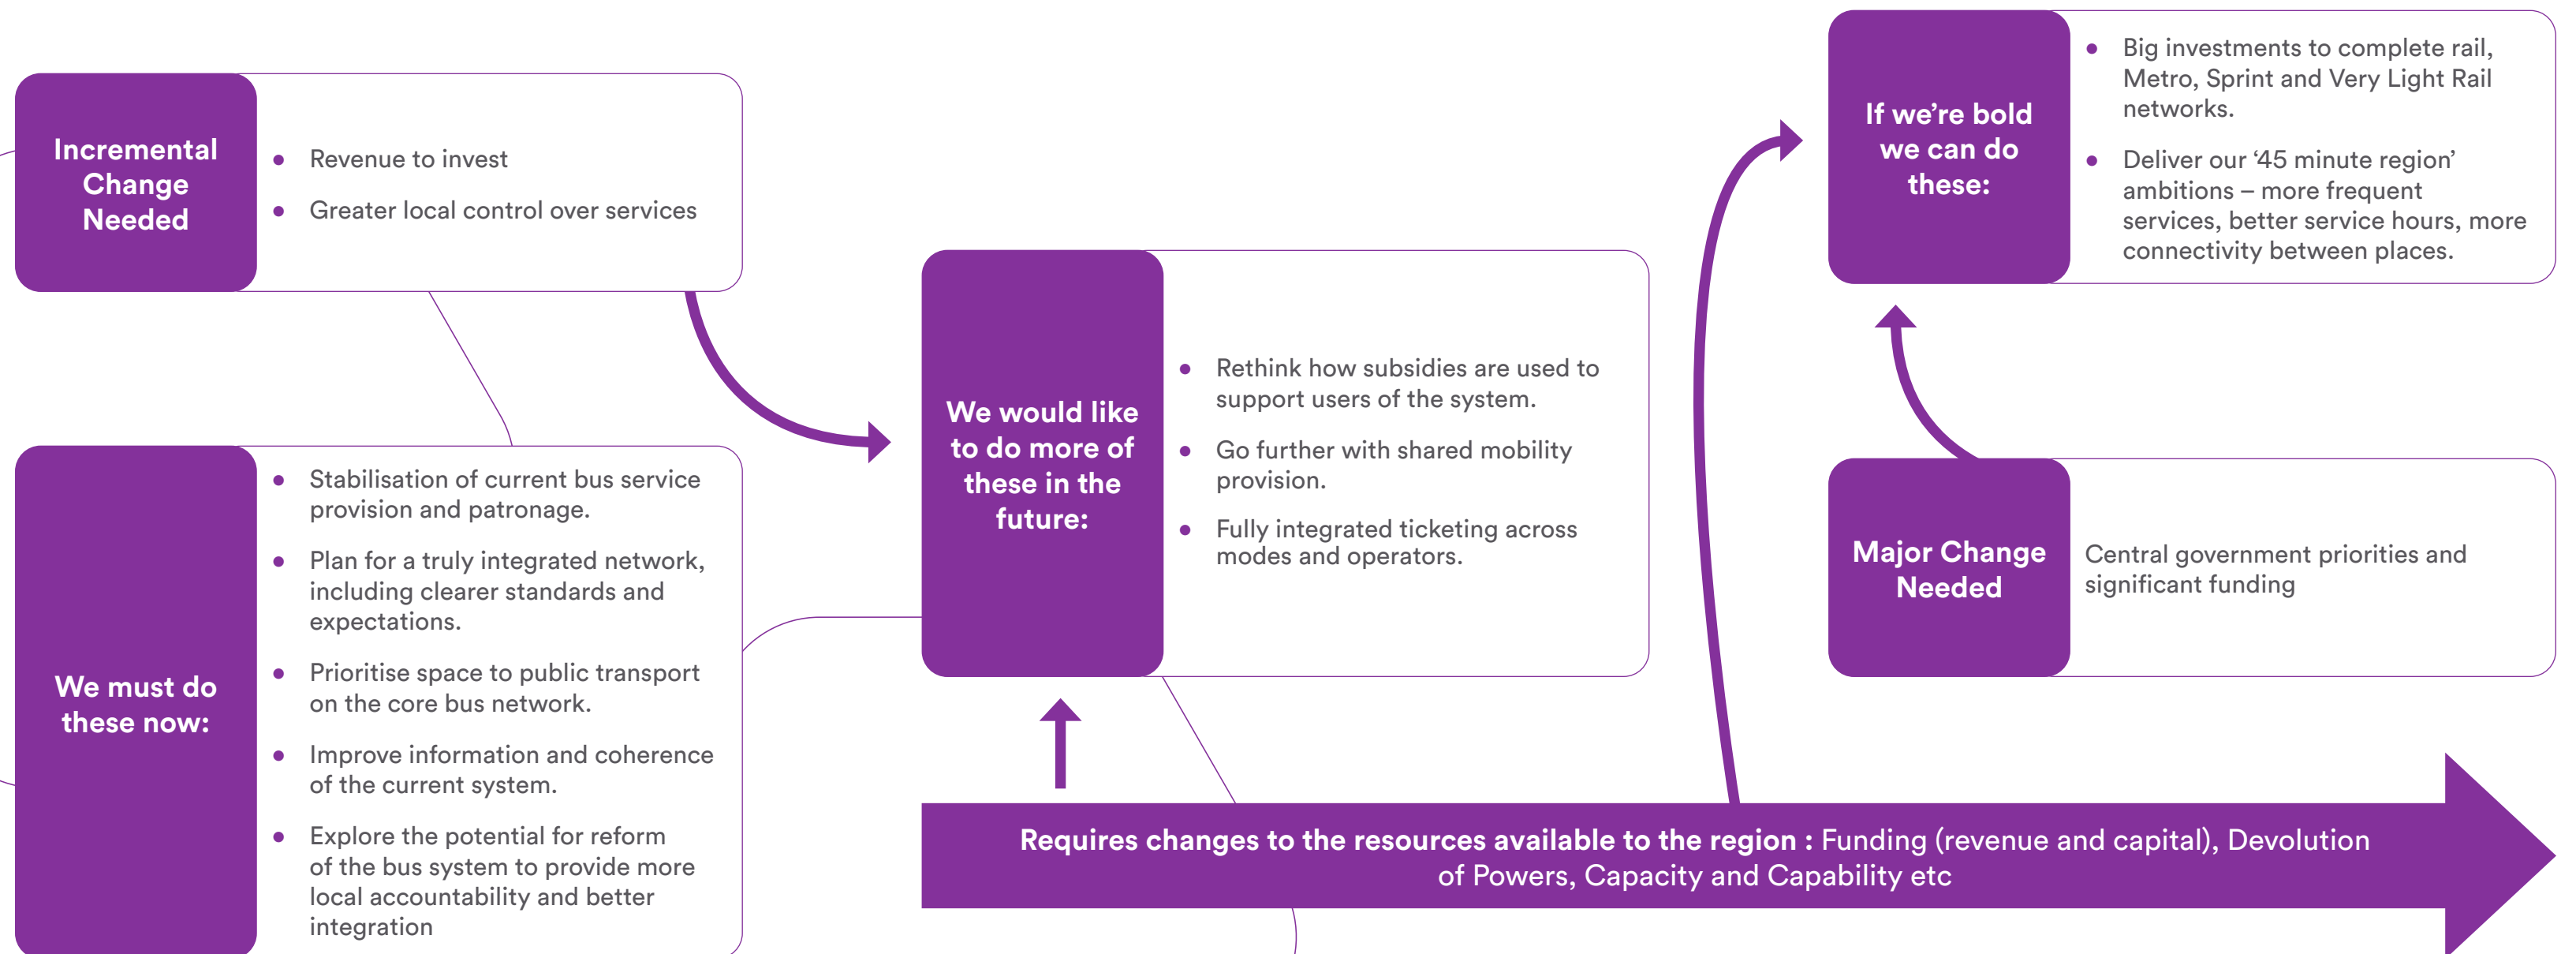 Incremental
Change
Needed
• Revenue to invest
• Greater local control over services
We must do
these now:
• Stabilisation of current bus service
provision and patronage.
• Plan for a truly integrated network,
including clearer standards and
expectations.
• Prioritise space to public transport
on the core bus network.
• Improve information and coherence
of the current system.
• Explore the potential for reform
of the bus system to provide more
local accountability and better
integration
We would like
to do more of
these in the
future:
• Rethink how subsidies are used to
support users of the system.
• Go further with shared mobility
provision.
• Fully integrated ticketing across
modes and operators.
If we’re bold
we can do
these:
• Big investments to complete rail,
Metro, Sprint and Very Light Rail
networks.
• Deliver our ‘45 minute region’
ambitions – more frequent
services, better service hours, more
connectivity between places.
Major Change
Needed
Central government priorities and
significant funding
Requires changes to the resources available to the region : Funding (revenue and capital), Devolution
of Powers, Capacity and Capability etc